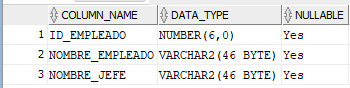 COLUMN_NAME DATA_TYPE NULLABLE
1 ID_EMPLEADO NUMBER(6,0) Yes
2 NOMBRE_EMPLEADO VARCHAR2(46 BYTE) Yes
3 NOMBRE_JEFE VARCHAR2(46 BYTE) Yes